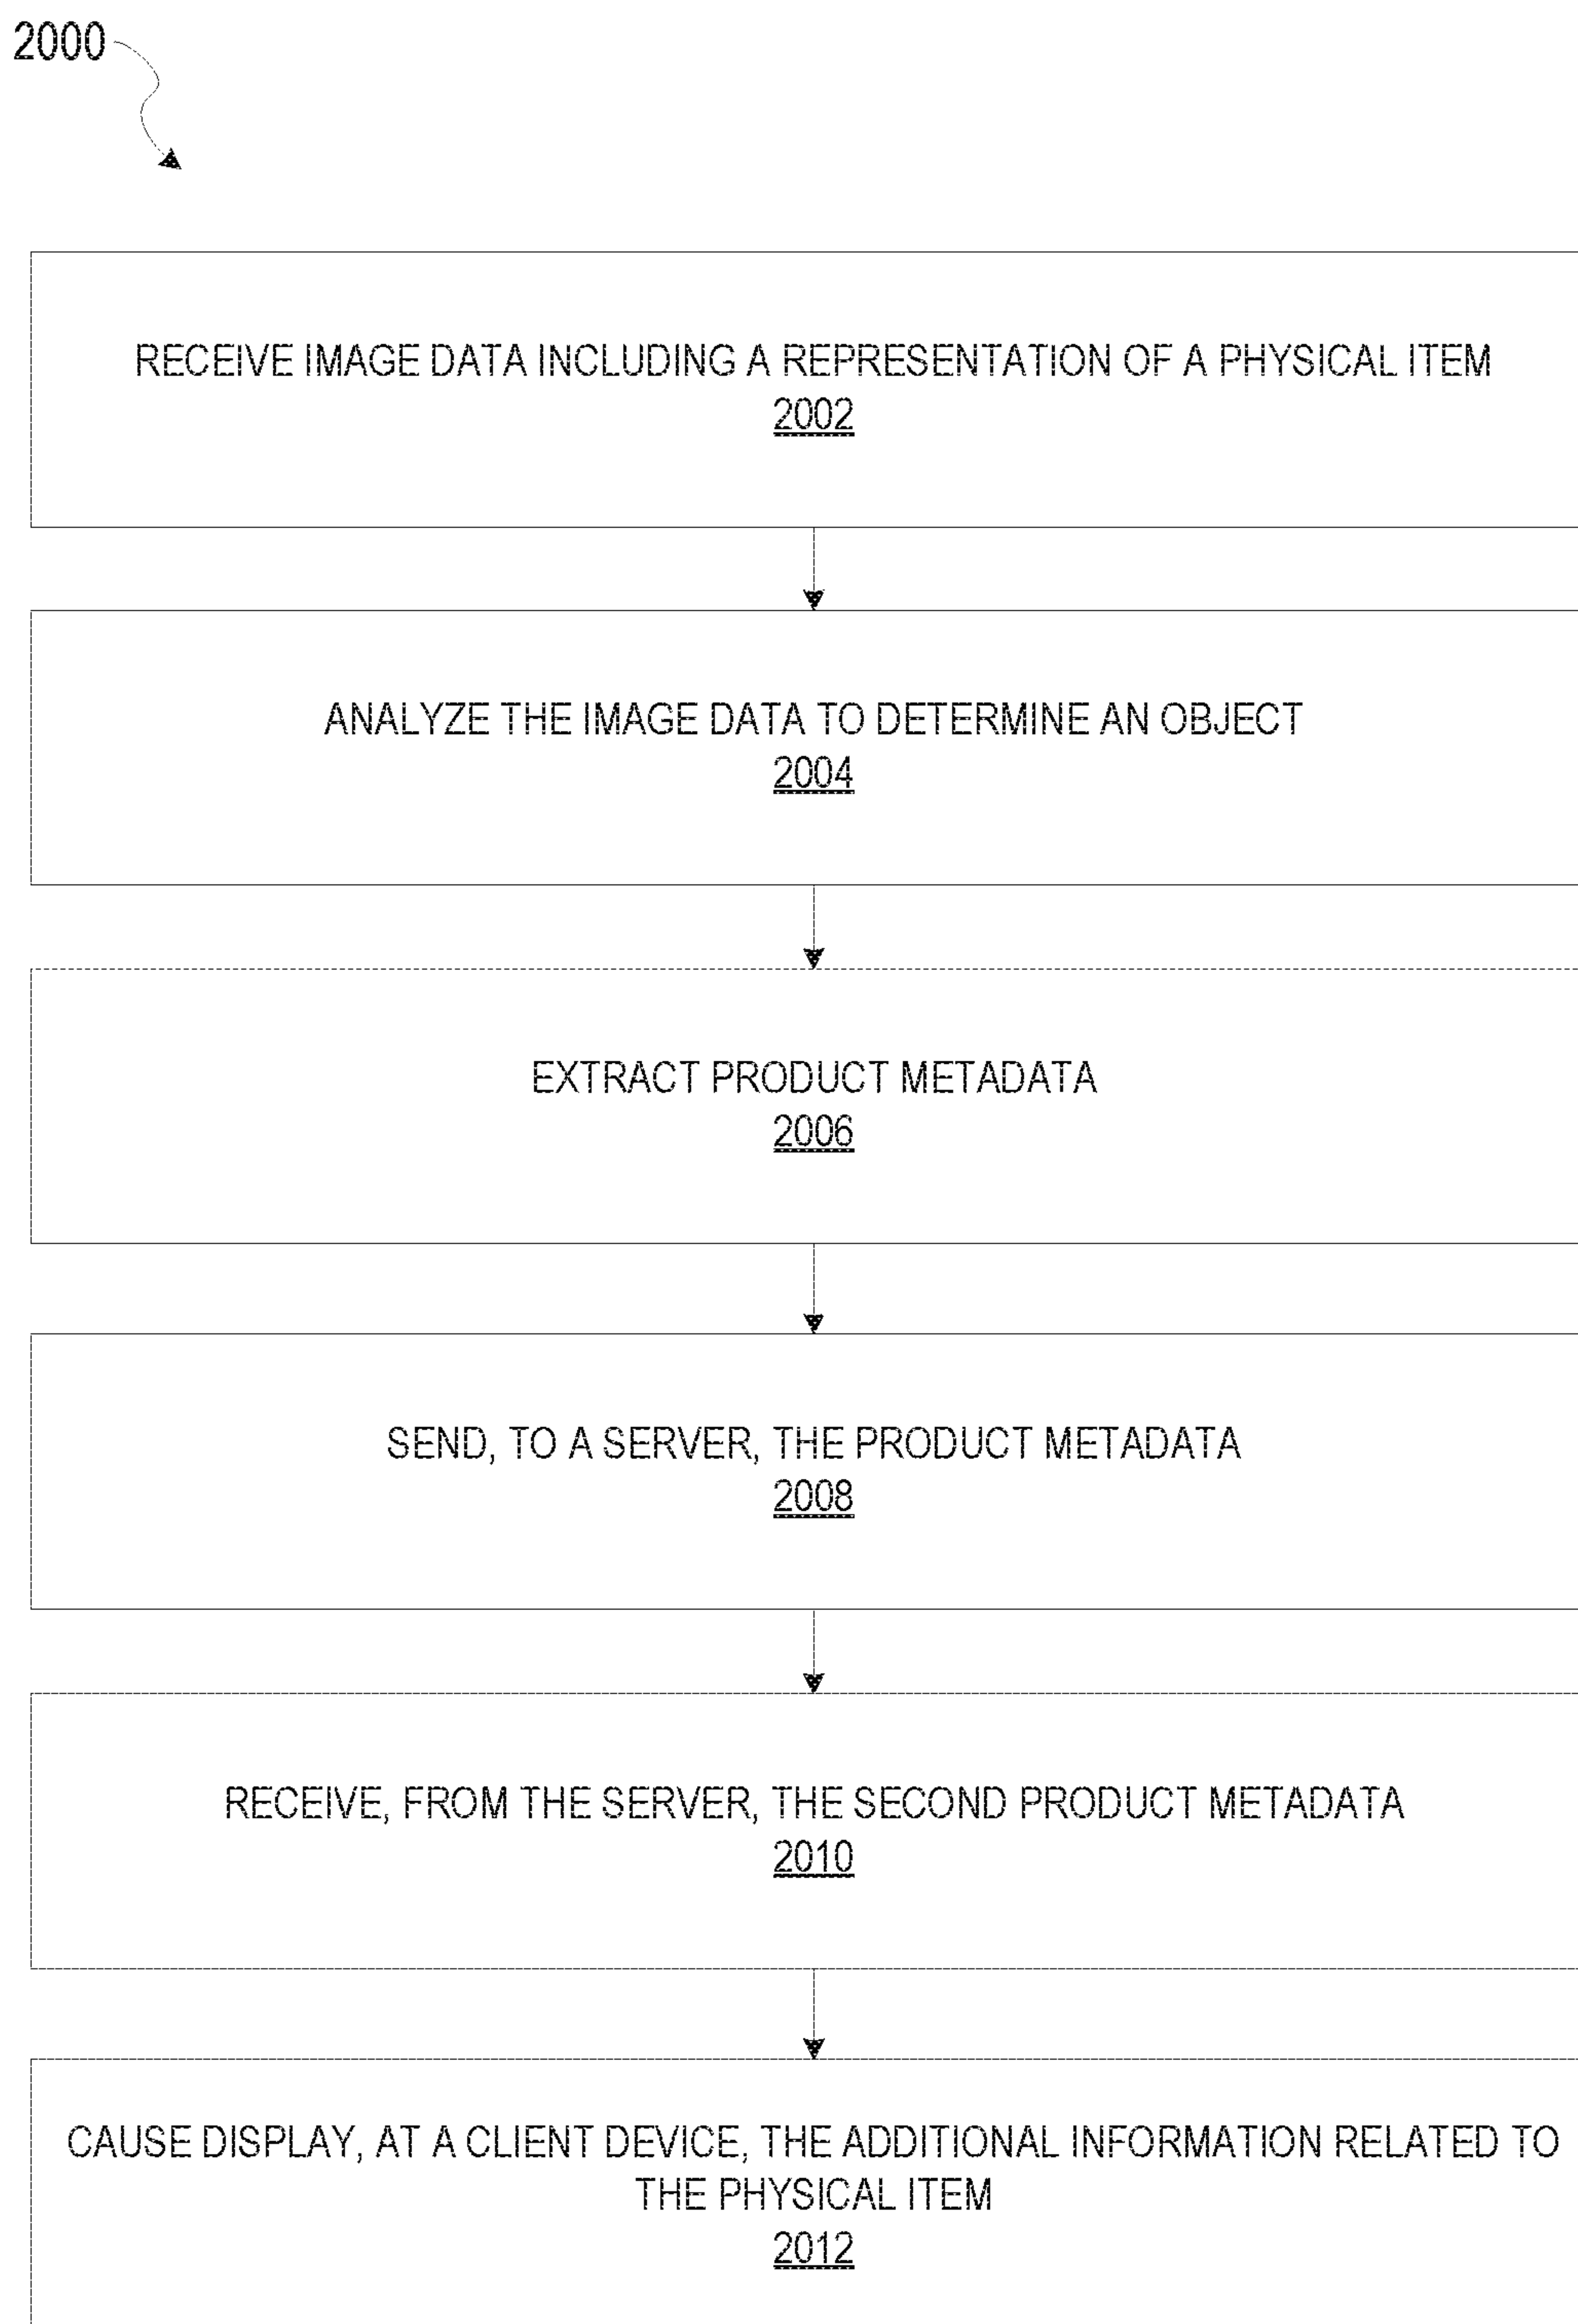 2000
RECEIVE IMAGE DATA INCLUDING A REPRESENTATION OF A PHYSICAL ITEM
2002
ANALYZE THE IMAGE DATA TO DETERMINE AN OBJECT
2004
EXTRACT PRODUCT METADATA
2006
SEND, TO A SERVER, THE PRODUCT METADATA
2008
RECEIVE, FROM THE SERVER, THE SECOND PRODUCT METADATA
2010
CAUSE DISPLAY, AT A CLIENT DEVICE, THE ADDITIONAL INFORMATION RELATED TO
THE PHYSICAL ITEM
2012